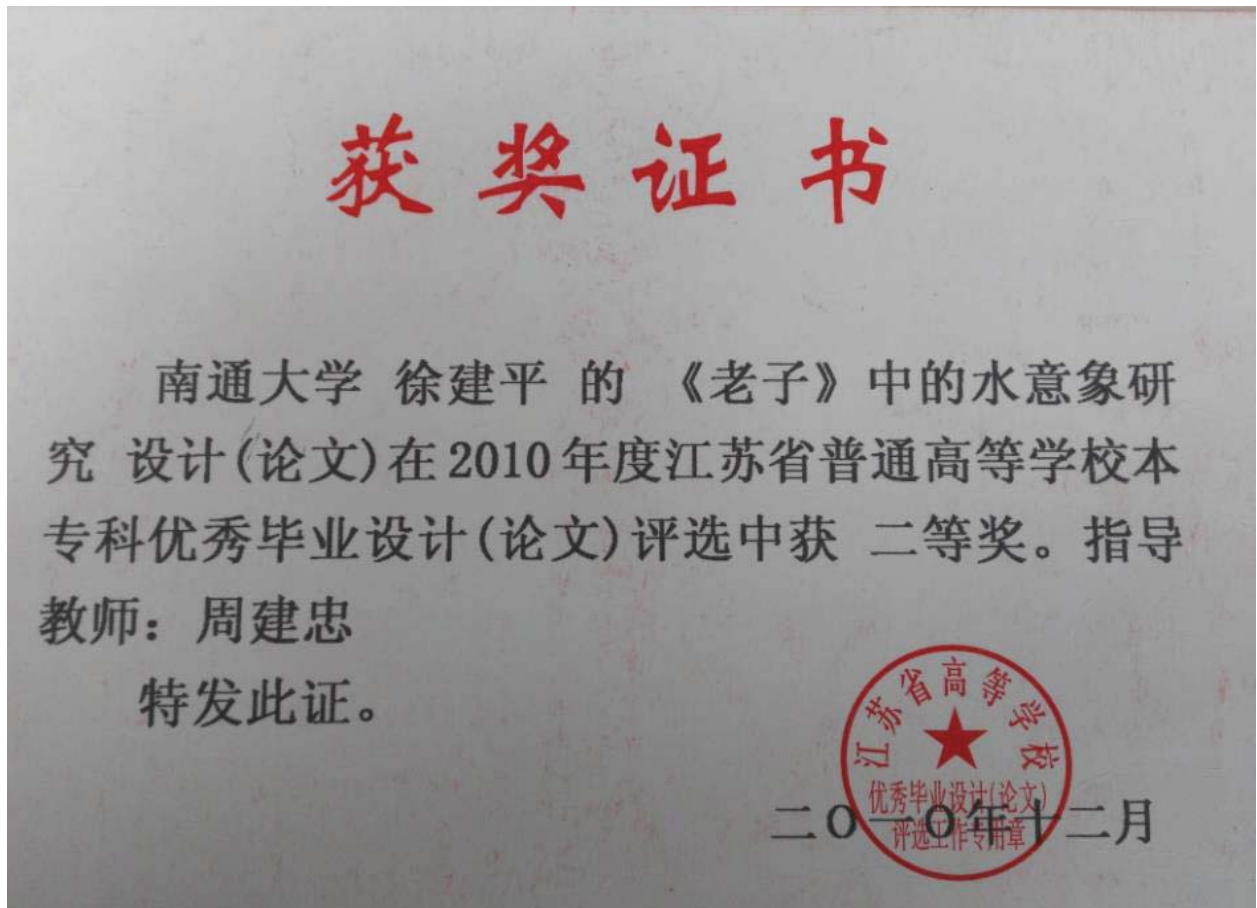 获奖证书
南通大学 徐建平 的 《老子》中的水意象研
究 设计(论文)在2010年度江苏省普通高等学校本
专科优秀毕业设计(论文)评选中获 二等奖。指导
教师：周建忠
特发此证。
江苏省高等学校
优秀毕业设计(论文)
评选工作专用章
二〇一〇年十二月